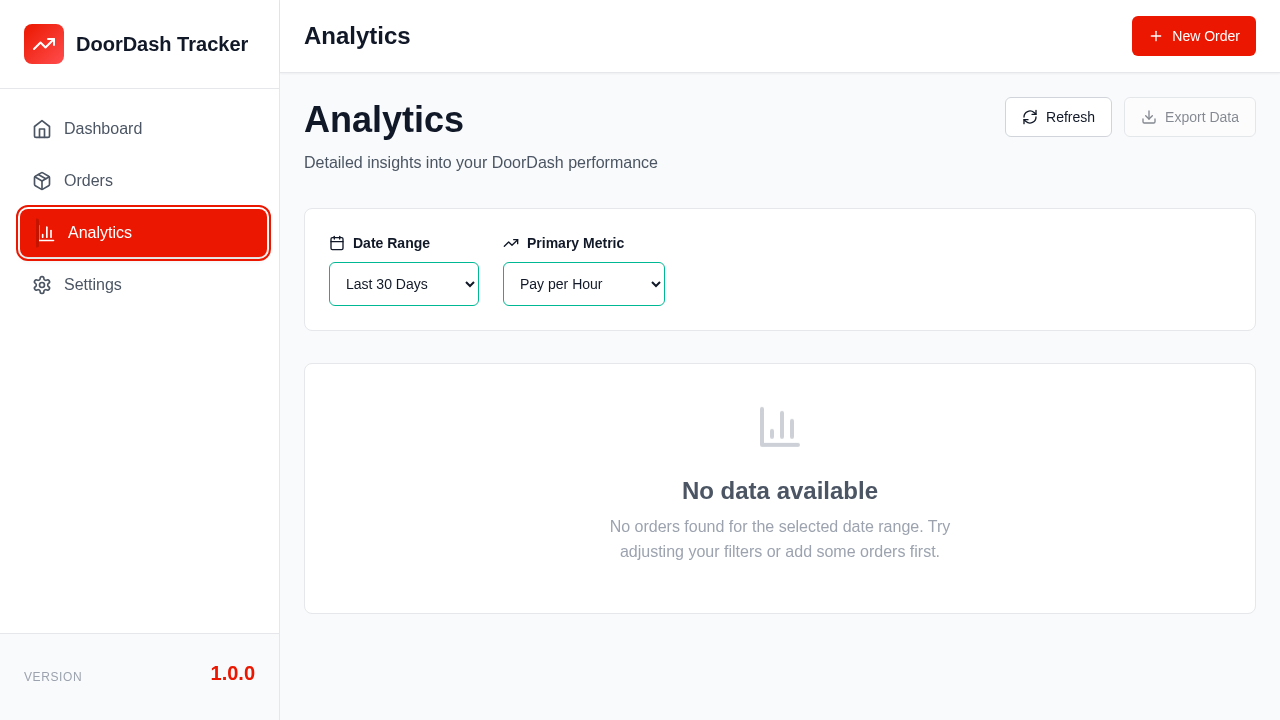 DoorDash Tracker
Dashboard
Orders
Analytics
Settings
VERSION
1.0.0
Analytics
New Order
Analytics
Detailed insights into your DoorDash performance
Refresh
Export Data
Date Range
Last 30 Days
Primary Metric
Pay per Hour
No data available
No orders found for the selected date range. Try
adjusting your filters or add some orders first.